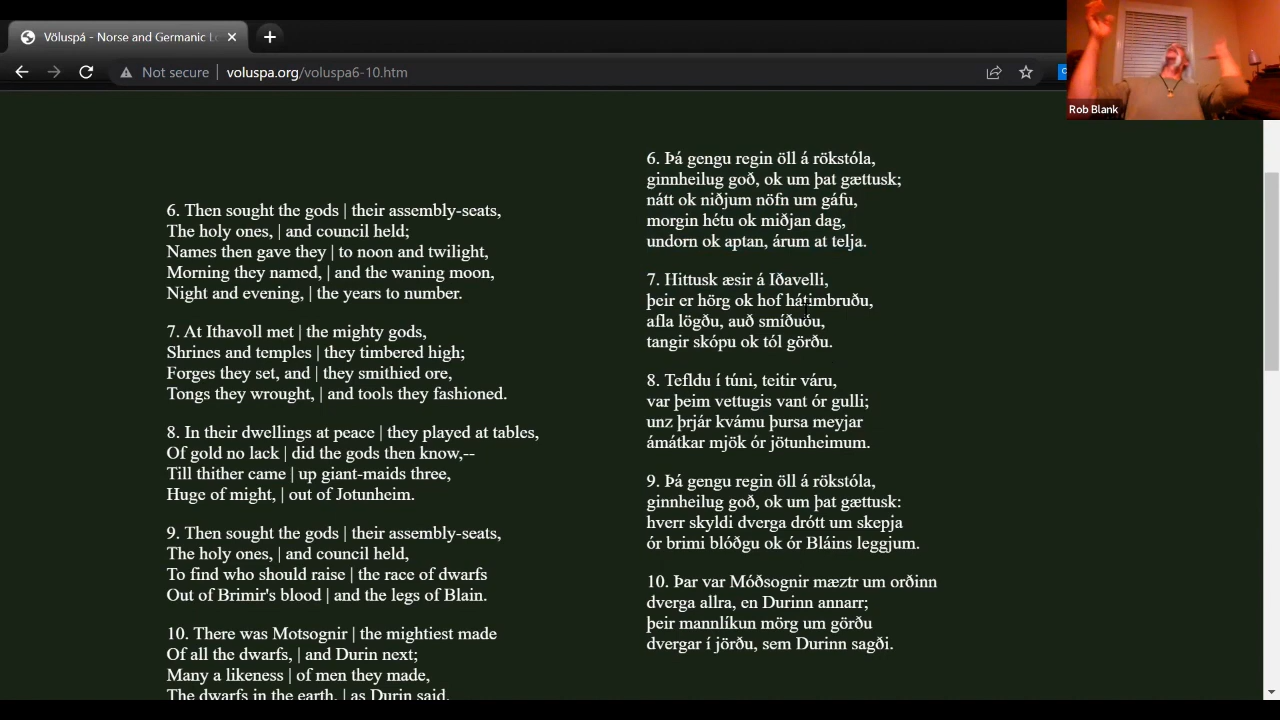 Völuspá - Norse and Germanic L
Not secure
voluspa.org/voluspa6-10.htm
Rob Blank
6. Then sought the gods | their assembly-seats,
The holy ones, | and council held;
Names then gave they | to noon and twilight,
Morning they named, | and the waning moon,
Night and evening, | the years to number.
7. At Ithavoll met | the mighty gods,
Shrines and temples | they timbered high;
Forges they set, and | they smithied ore,
Tongs they wrought, | and tools they fashioned.
8. In their dwellings at peace | they played at tables,
Of gold no lack | did the gods then know,--
Till thither came | up giant-maids three,
Huge of might, | out of Jotunheim.
9. Then sought the gods | their assembly-seats,
The holy ones, | and council held,
To find who should raise | the race of dwarfs
Out of Brimir's blood | and the legs of Blain.
10. There was Motsognir | the mightiest made
Of all the dwarfs, | and Durin next;
Many a likeness | of men they made,
The dwarfs in the earth, | as Durin said.
6. Þá gengu regin öll á rökstóla,
ginnheilug goð, ok um þat gættusk;
nátt ok niðjum nöfn um gáfu,
morgin hétu ok miðjan dag,
undorn ok aptan, árum at telja.
7. Hittusk æsir á Iðavelli,
þeir er hörg ok hof hátimbruðu,
afla lögðu, auð smíðuðu,
tangir skópu ok tól görðu.
8. Tefldu í túni, teitir váru,
var þeim vettugis vant ór gulli;
unz þrjár kvámu þursa meyjar
ámátkar mjök ór jötunheimum.
9. Þá gengu regin öll á rökstóla,
ginnheilug goð, ok um þat gættusk:
hverr skyldi dverga drótt um skepja
ór brimi blóðgu ok ór Bláins leggjum.
10. Þar var Móðsognir mæztr um orðinn
dverga allra, en Durinn annarr;
þeir mannlíkun mörg um görðu
dvergar í jörðu, sem Durinn sagði.